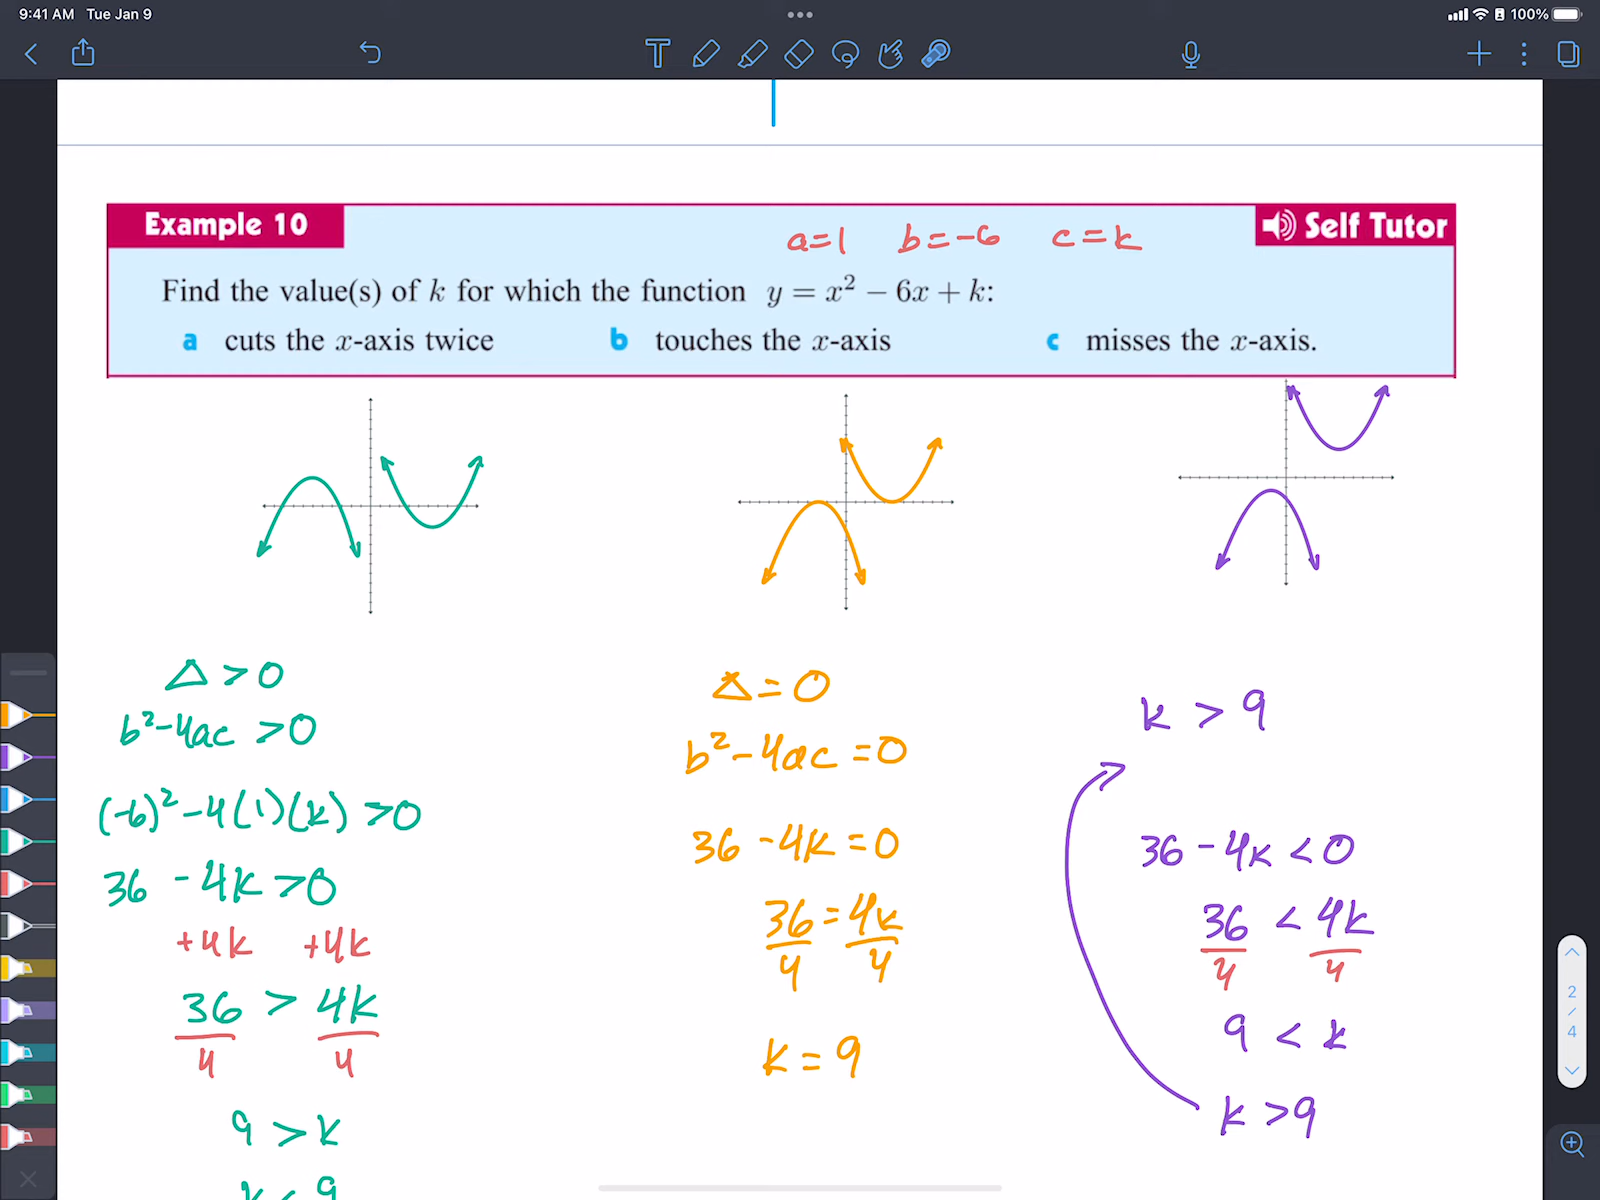 9:41 AM Tue Jan 9
100%
Example 10
Self Tutor
a=1 b=-6 c=k
Find the value(s) of k for which the function y = x² − 6x + k:
a cuts the x-axis twice b touches the x-axis c misses the x-axis.
Δ > 0
b²-4ac > 0
(-6)² - 4(1)(k) > 0
36 - 4k > 0
+4k +4k
36 > 4k
4 4
9 > k
k < 9
Δ = 0
b² - 4ac = 0
36 - 4k = 0
36 = 4k
4 4
k = 9
k > 9
36 - 4k < 0
36 < 4k
4 4
9 < k
k > 9
2
/
4